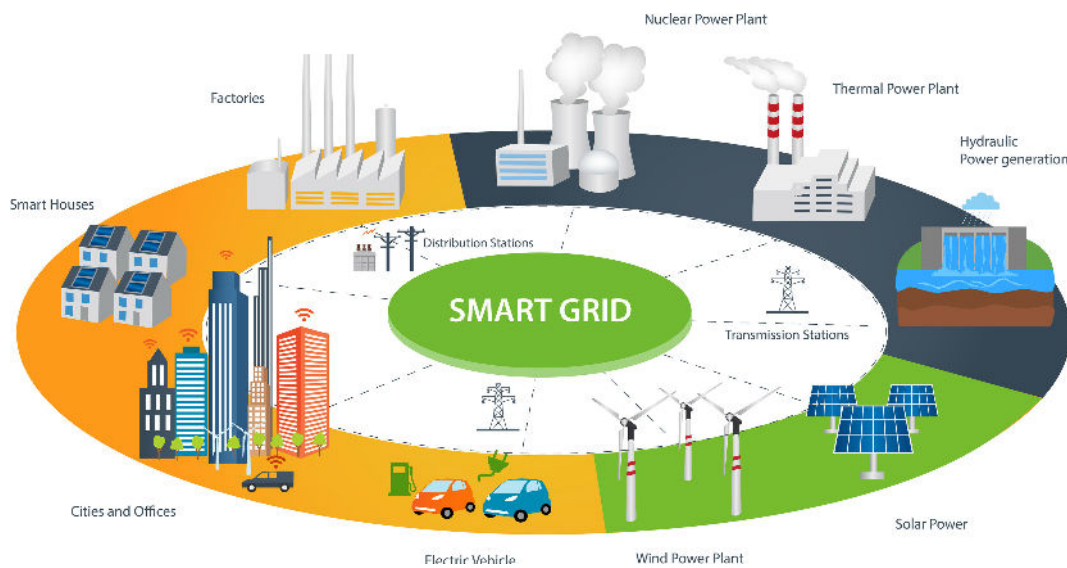 Nuclear Power Plant
Thermal Power Plant
Factories
Hydraulic
Power generation
Smart Houses
Distribution Stations
SMART GRID
Transmission Stations
Cities and Offices
Solar Power
Electric Vehicle
Wind Power Plant